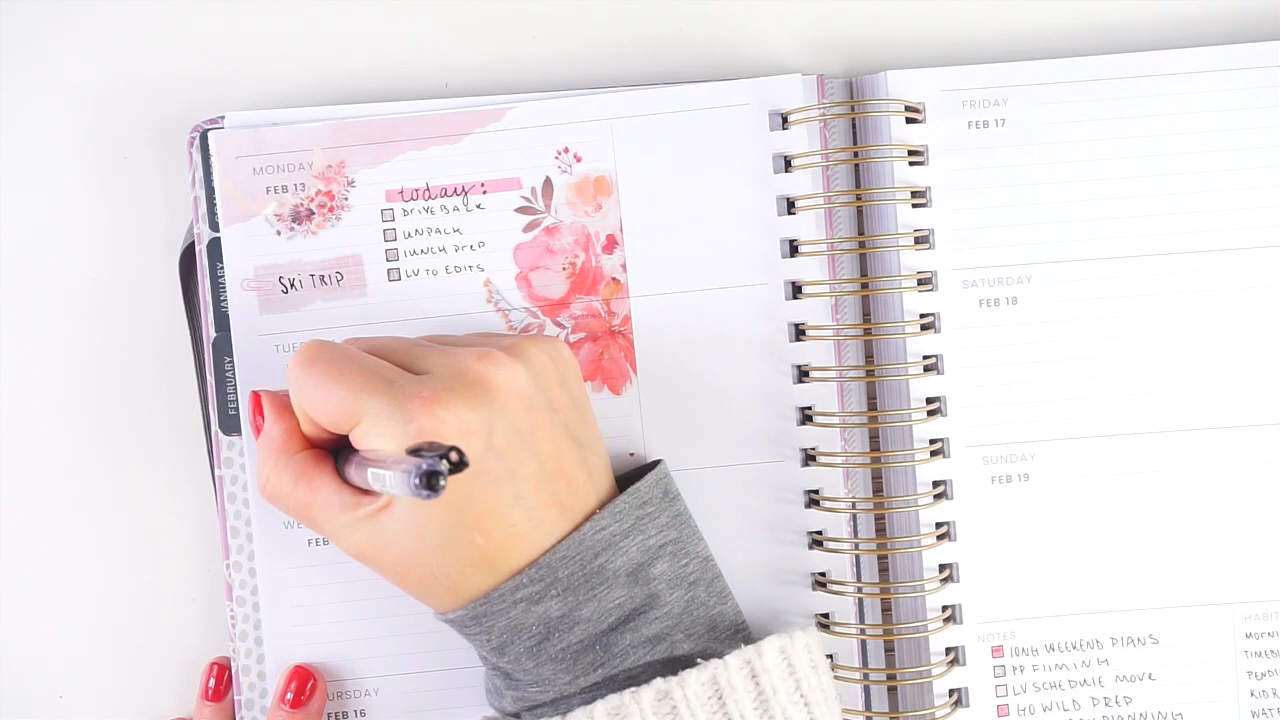 MONDAY
FEB 13
today:
DRIVE BACK
UNPACK
LUNCH PREP
LV TO EDITS
SKi TRIP
JANUARY
FEBRUARY
FEB 16
FRIDAY
FEB 17
SATURDAY
FEB 18
SUNDAY
FEB 19
NOTES
LONG WEEKEND PLANS
PP FILMING
LV SCHEDULE MOVE
GO WILD PREP
PLANNING